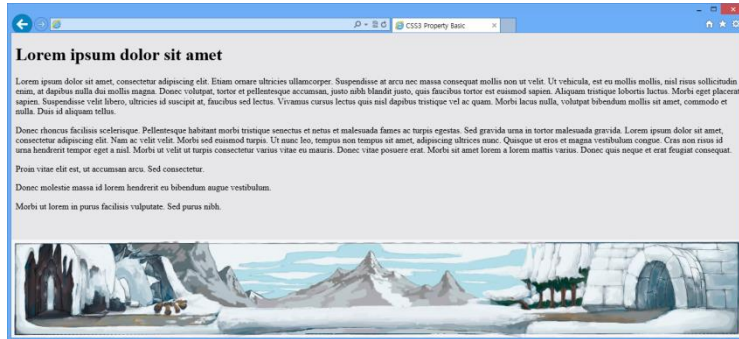 CSS3 Property Basic
Lorem ipsum dolor sit amet
Lorem ipsum dolor sit amet, consectetur adipiscing elit. Etiam ornare ultricies ullamcorper. Suspendisse at arcu nec massa consequat mollis non ut velit. Ut vehicula, est eu mollis mollis, nisl risus sollicitudin
enim, at dapibus nulla dui mollis magna. Donec volutpat, tortor et pellentesque accumsan, justo nibh blandit justo, quis faucibus tortor est euismod sapien. Aliquam tristique lobortis luctus. Morbi eget placerat
sapien. Suspendisse velit libero, ultricies id suscipit at, faucibus sed lectus. Vivamus cursus lectus quis nisl dapibus tristique vel ac quam. Morbi lacus nulla, volutpat bibendum mollis sit amet, commodo et
nulla. Duis id aliquam tellus.
Donec rhoncus facilisis scelerisque. Pellentesque habitant morbi tristique senectus et netus et malesuada fames ac turpis egestas. Sed gravida urna in tortor malesuada gravida. Lorem ipsum dolor sit amet,
consectetur adipiscing elit. Nam ac velit velit. Morbi sed euismod turpis. Ut nunc leo, tempus non tempus sit amet, adipiscing ultrices nunc. Quisque ut eros et magna vestibulum congue. Cras non risus id
urna hendrerit tempor eget a nisl. Morbi ut velit ut turpis consectetur varius vitae eu mauris. Donec vitae posuere erat. Morbi sit amet lorem a lorem mattis varius. Donec quis neque et erat feugiat consequat.
Proin vitae elit est, ut accumsan arcu. Sed consectetur.
Donec molestie massa id lorem hendrerit eu bibendum augue vestibulum.
Morbi ut lorem in purus facilisis vulputate. Sed purus nibh.